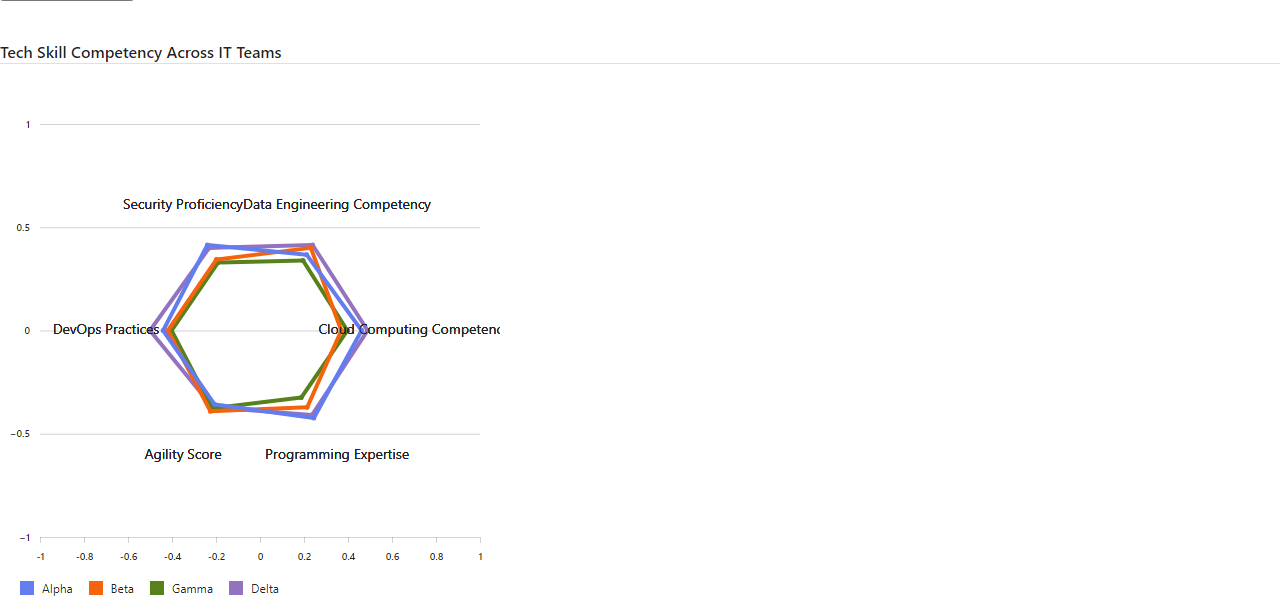 Tech Skill Competency Across IT Teams
1
Security Proficiency Data Engineering Competency
0.5
DevOps Practices Cloud Computing Competenc
0
−0.5
Agility Score Programming Expertise
−1
-1 -0.8 -0.6 -0.4 -0.2 0 0.2 0.4 0.6 0.8 1
Alpha Beta Gamma Delta